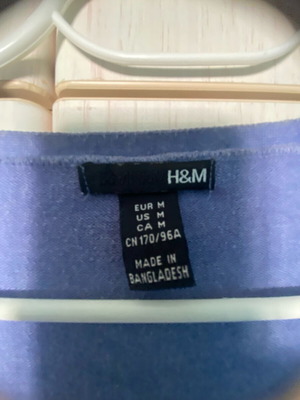 H&M
EUR M
US M
CA M
CN 170/96A
MADE IN
BANGLADESH